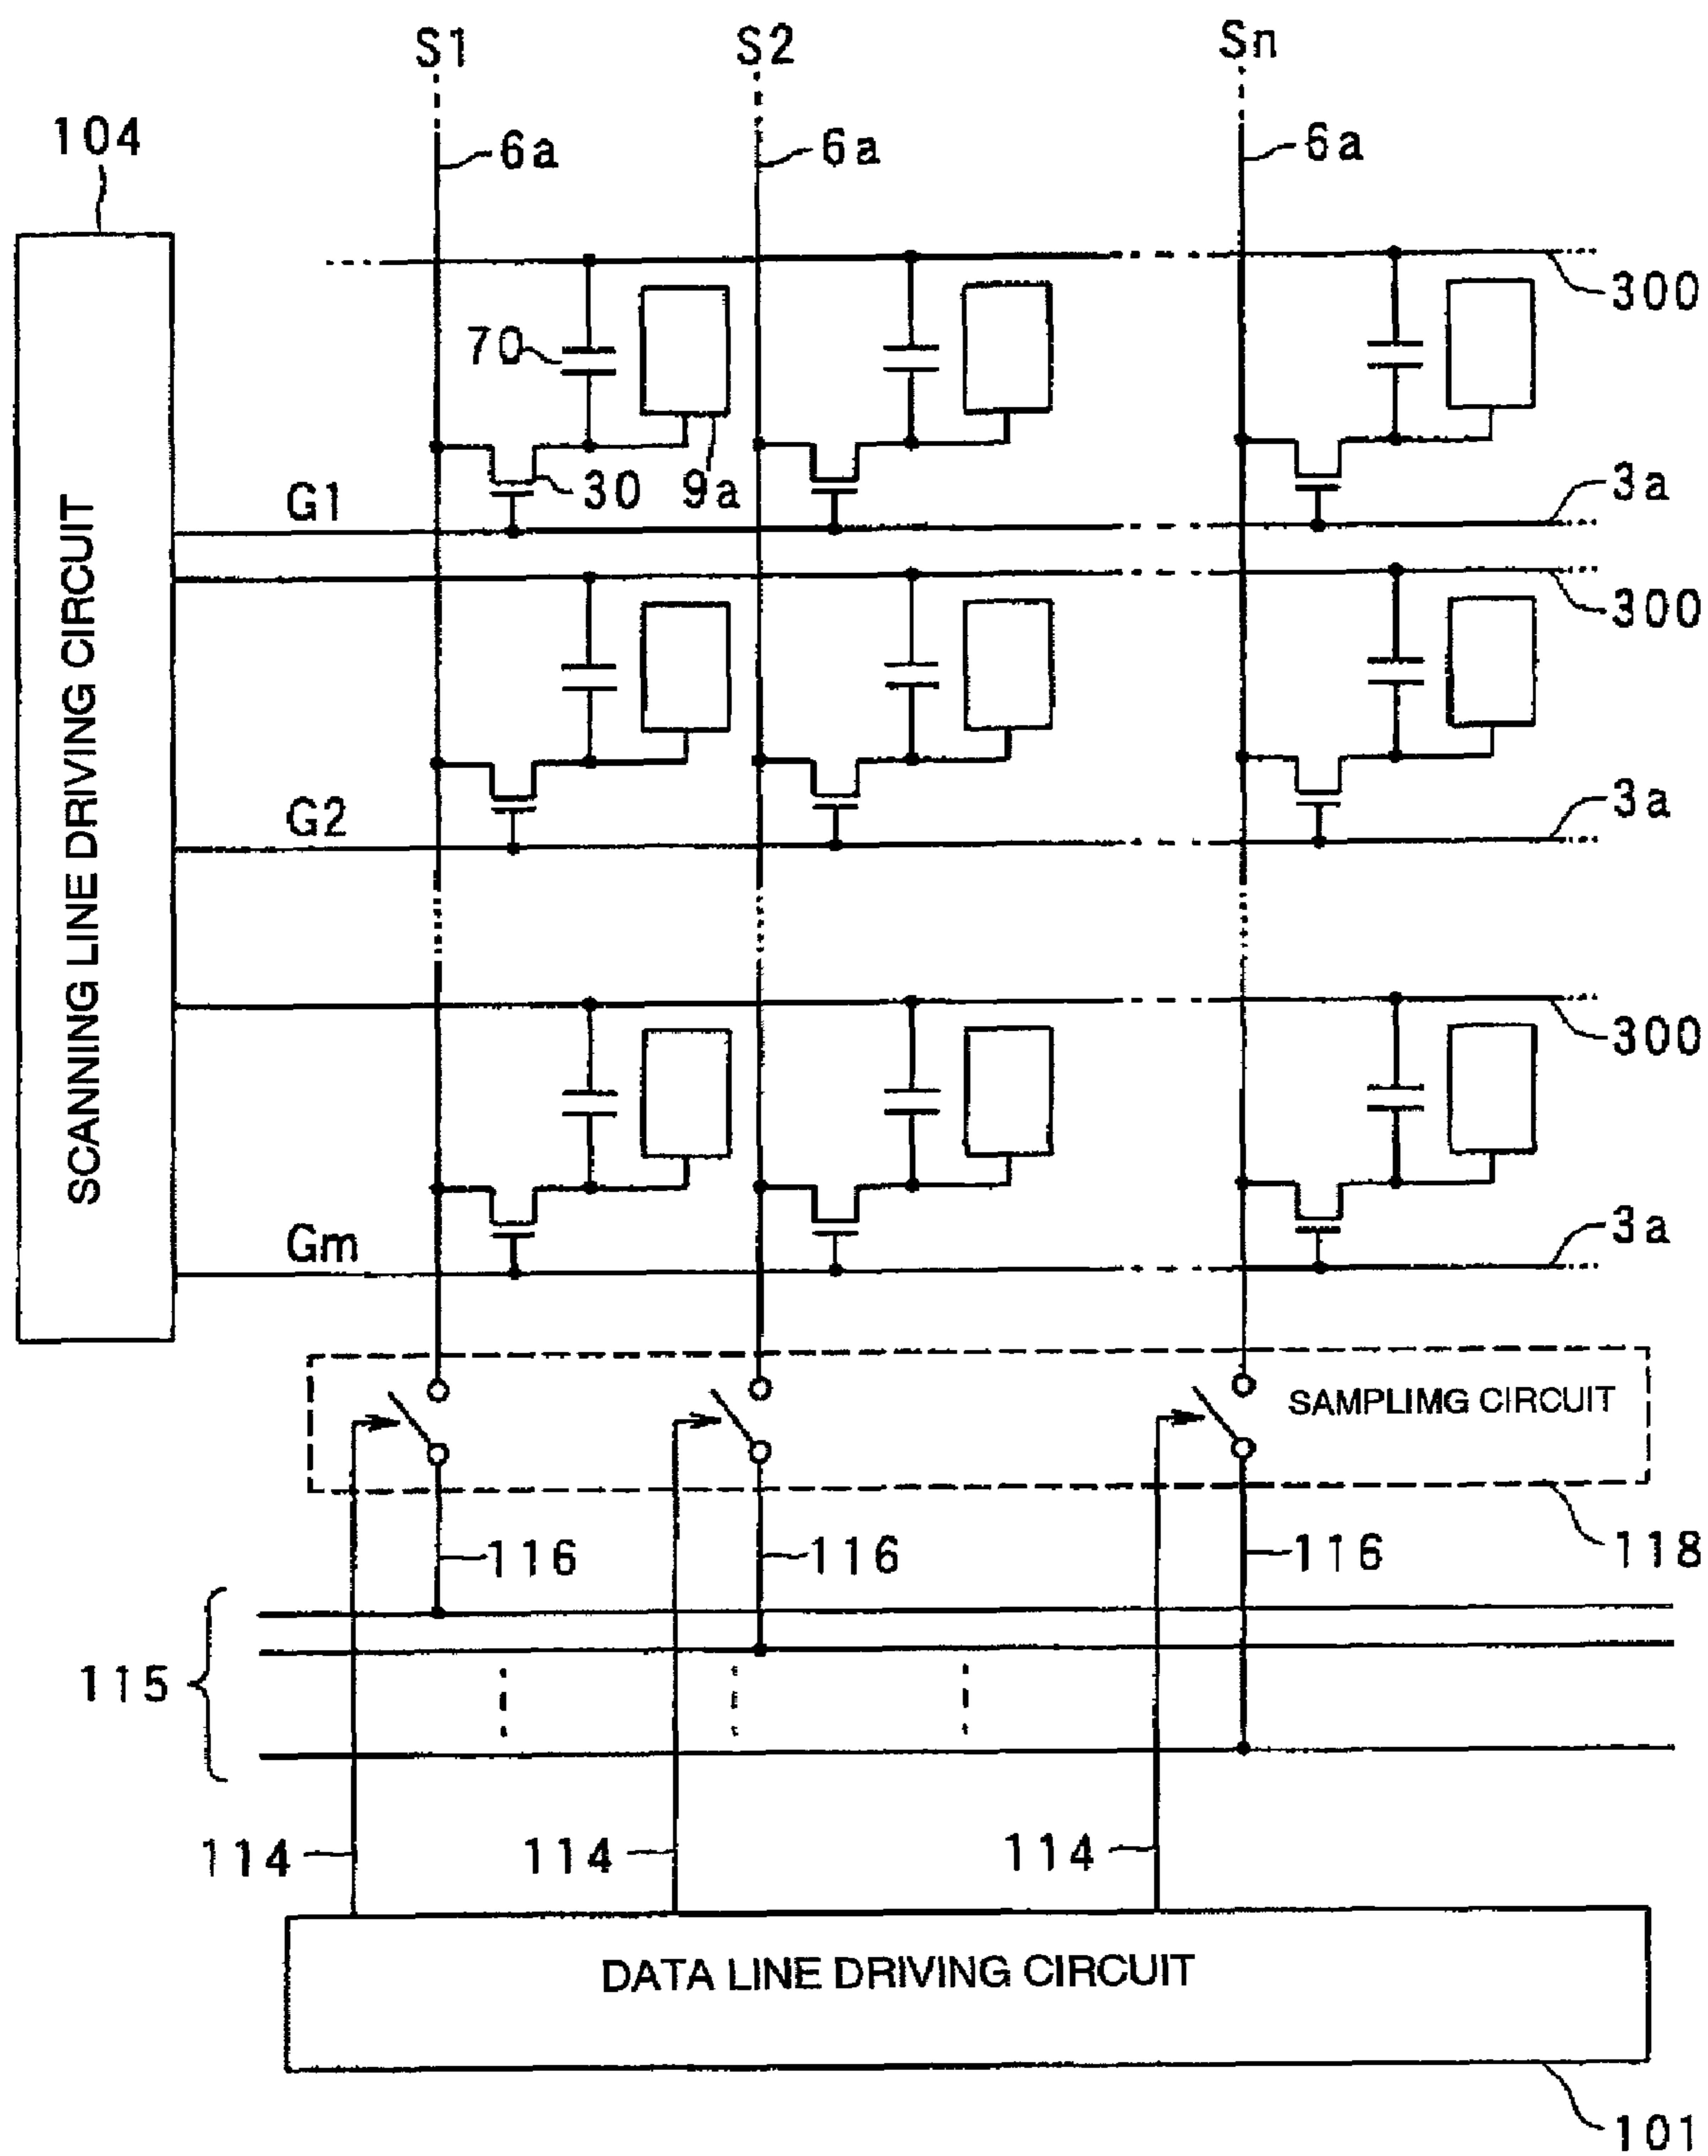 S1 S2 Sn
104 6a 6a 6a
300
70
30 9a 3a
G1
300
SCANNING LINE DRIVING CIRCUIT
G2 3a
300
Gm 3a
SAMPLIMG CIRCUIT
116 116 116 118
115
114 114 114
DATA LINE DRIVING CIRCUIT
101